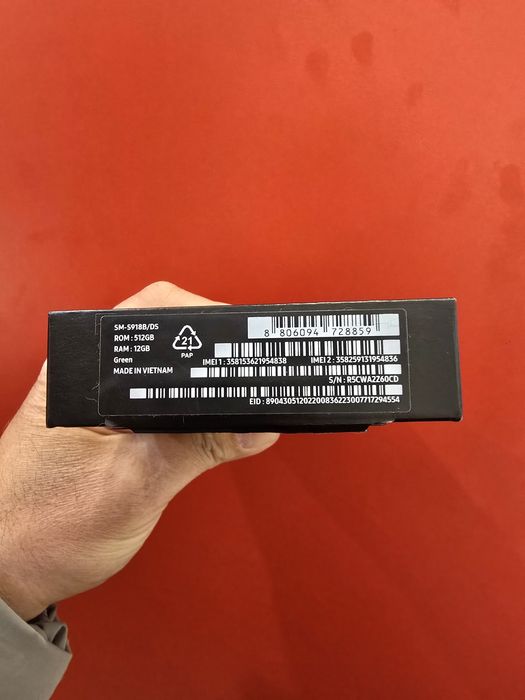 SM-S918B/DS
ROM : 512GB
RAM : 12GB
Green
MADE IN VIETNAM
21
PAP
8 806094 728859
IMEI 1 : 358153621954838
IMEI 2 : 358259131954836
S/N : R5CWA2Z60CD
EID : 89043051202200836223007717294554